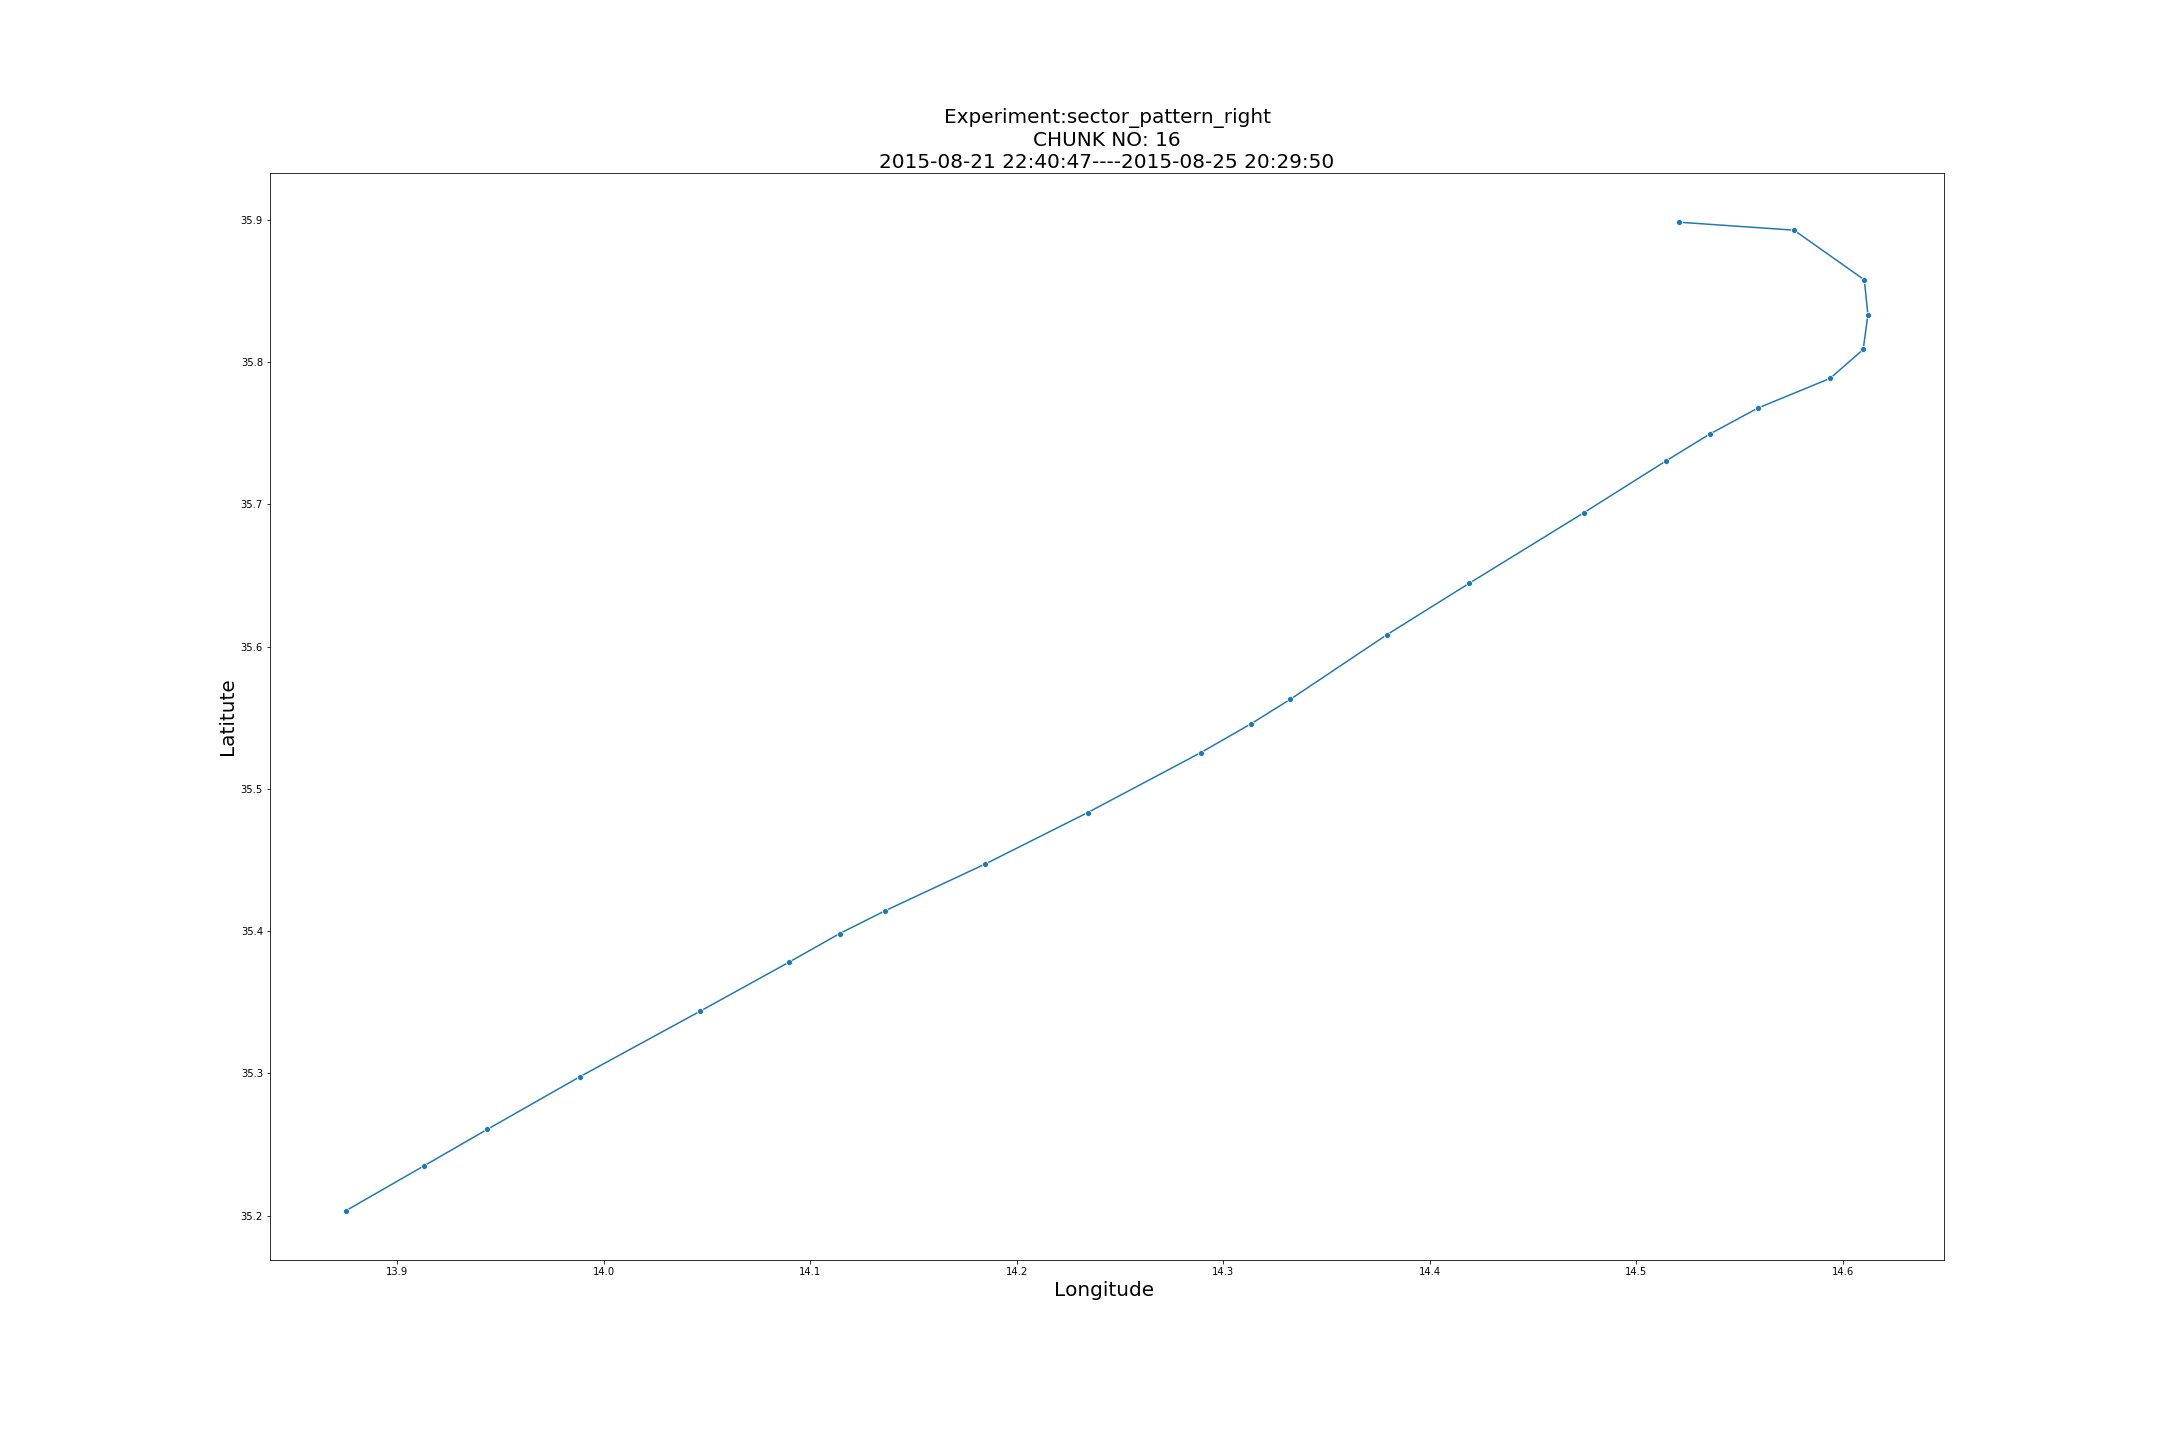 Experiment:sector_pattern_right
CHUNK NO: 16
2015-08-21 22:40:47----2015-08-25 20:29:50
35.9
35.8
35.7
35.6
35.5
35.4
35.3
35.2
Latitute
13.9 14.0 14.1 14.2 14.3 14.4 14.5 14.6
Longitude